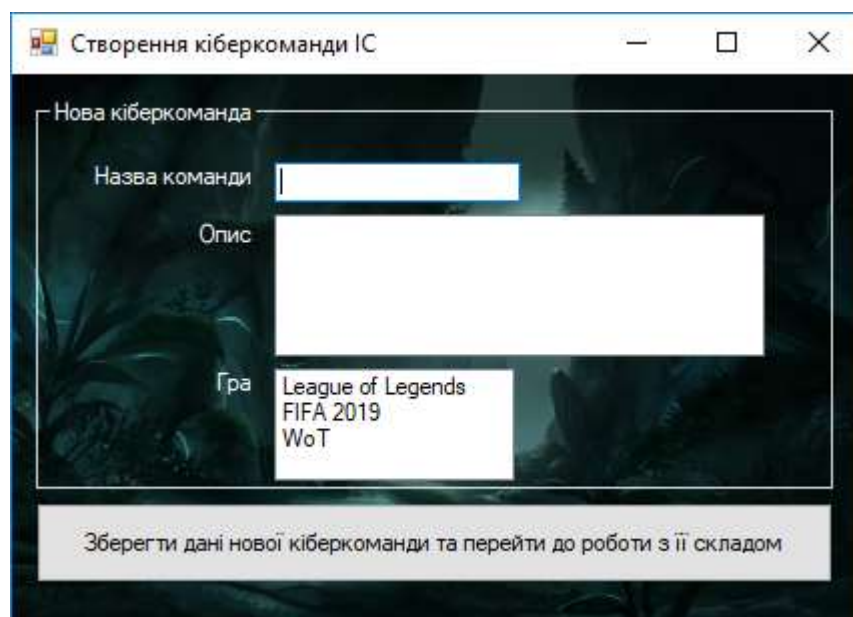 Створення кіберкоманди ІС
Нова кіберкоманда
Назва команди
Опис
Гра
League of Legends
FIFA 2019
WoT
Зберегти дані нової кіберкоманди та перейти до роботи з її складом